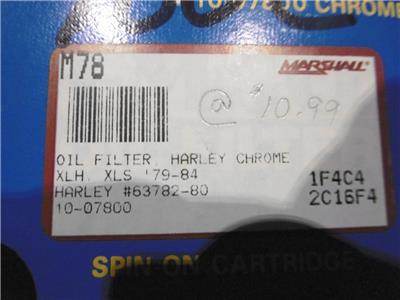 10-07800 CHROME
M78
MARSHALL
@ $10.99
OIL FILTER, HARLEY CHROME
XLH, XLS '79-84
HARLEY #63782-80
10-07800
1F4C4
2C16F4
SPIN-ON CARTRIDGE